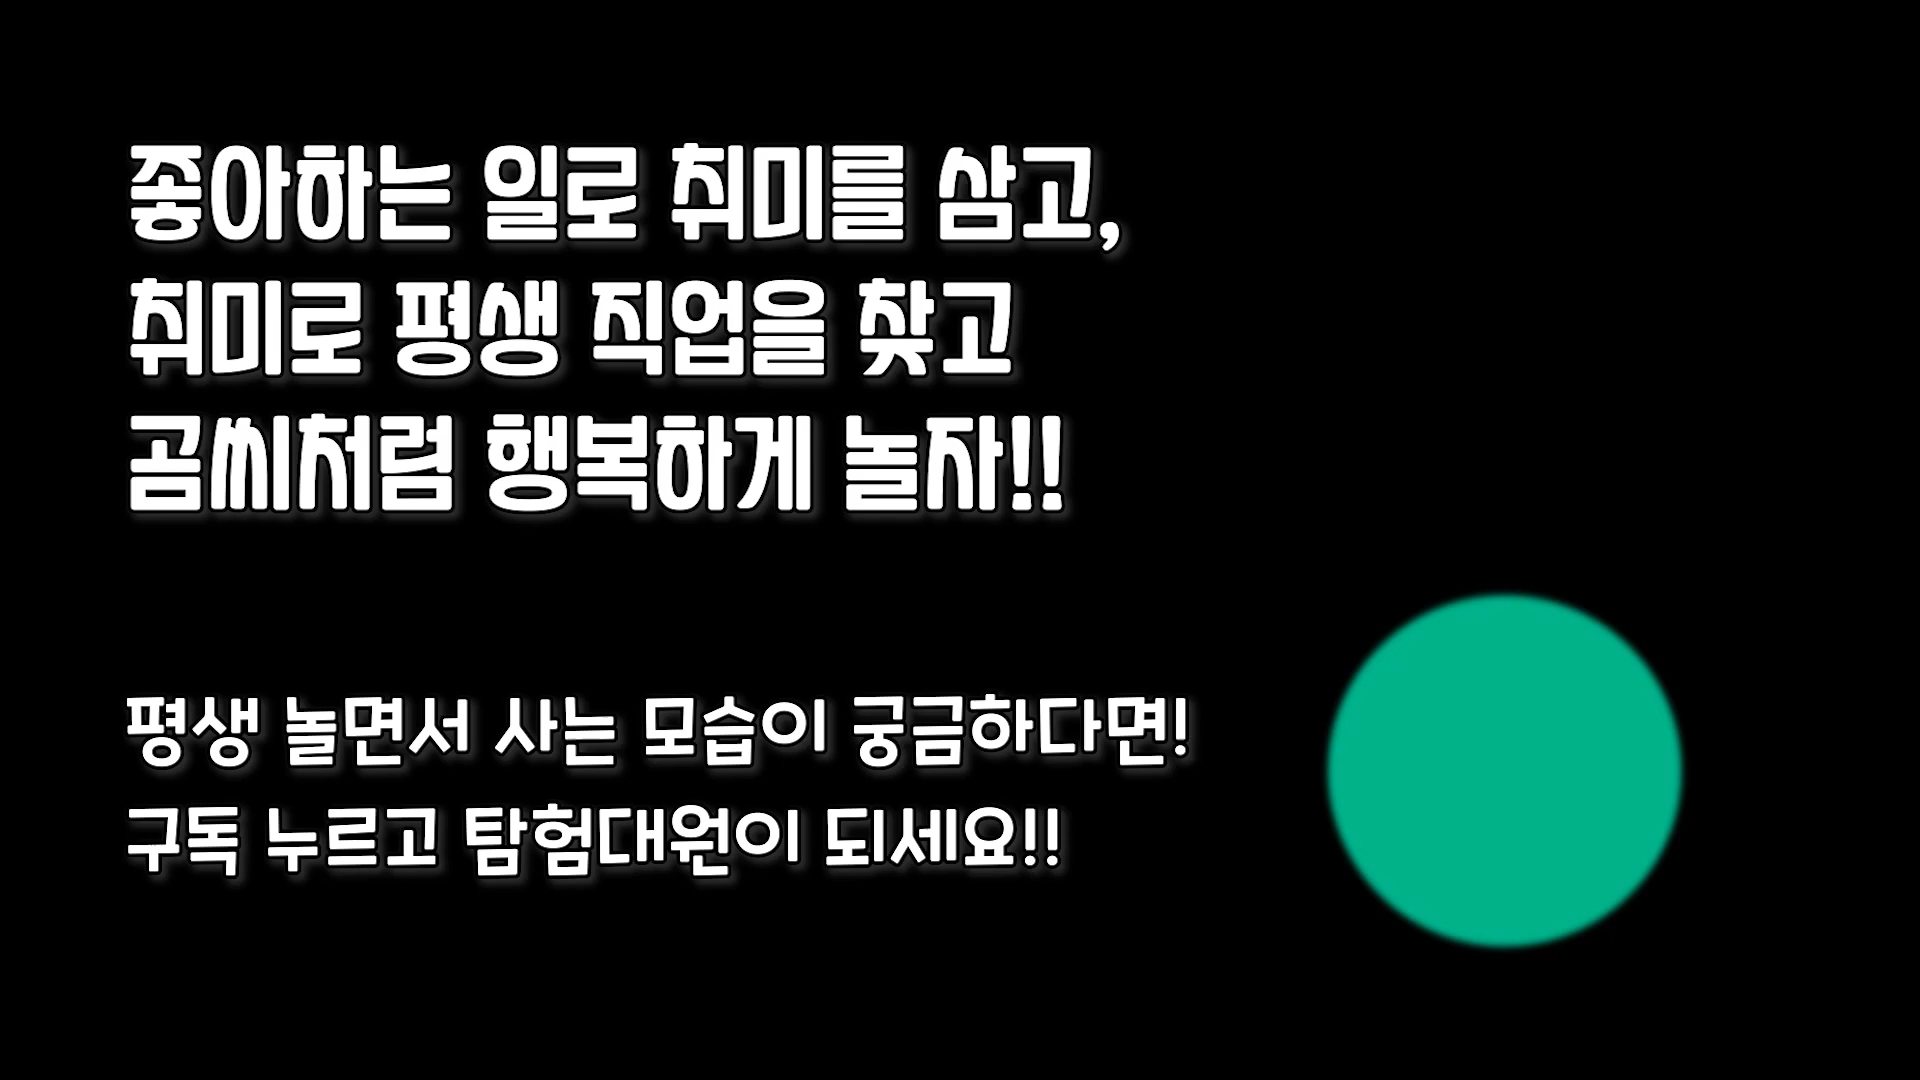 좋아하는 일로 취미를 삼고,
취미로 평생 직업을 찾고
곰씨처럼 행복하게 놀자!!
평생 놀면서 사는 모습이 궁금하다면!
구독 누르고 탐험대원이 되세요!!